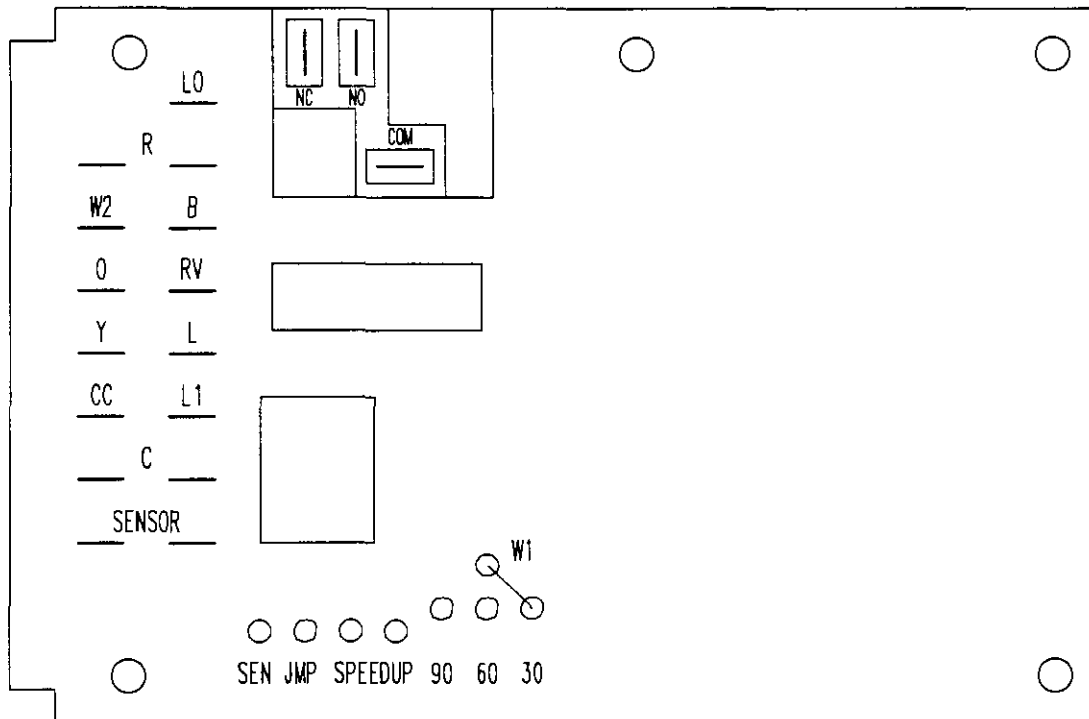 LO
NC NO
R
COM
W2 B
O RV
Y L
CC L1
C
SENSOR
W1
SEN JMP SPEEDUP 90 60 30